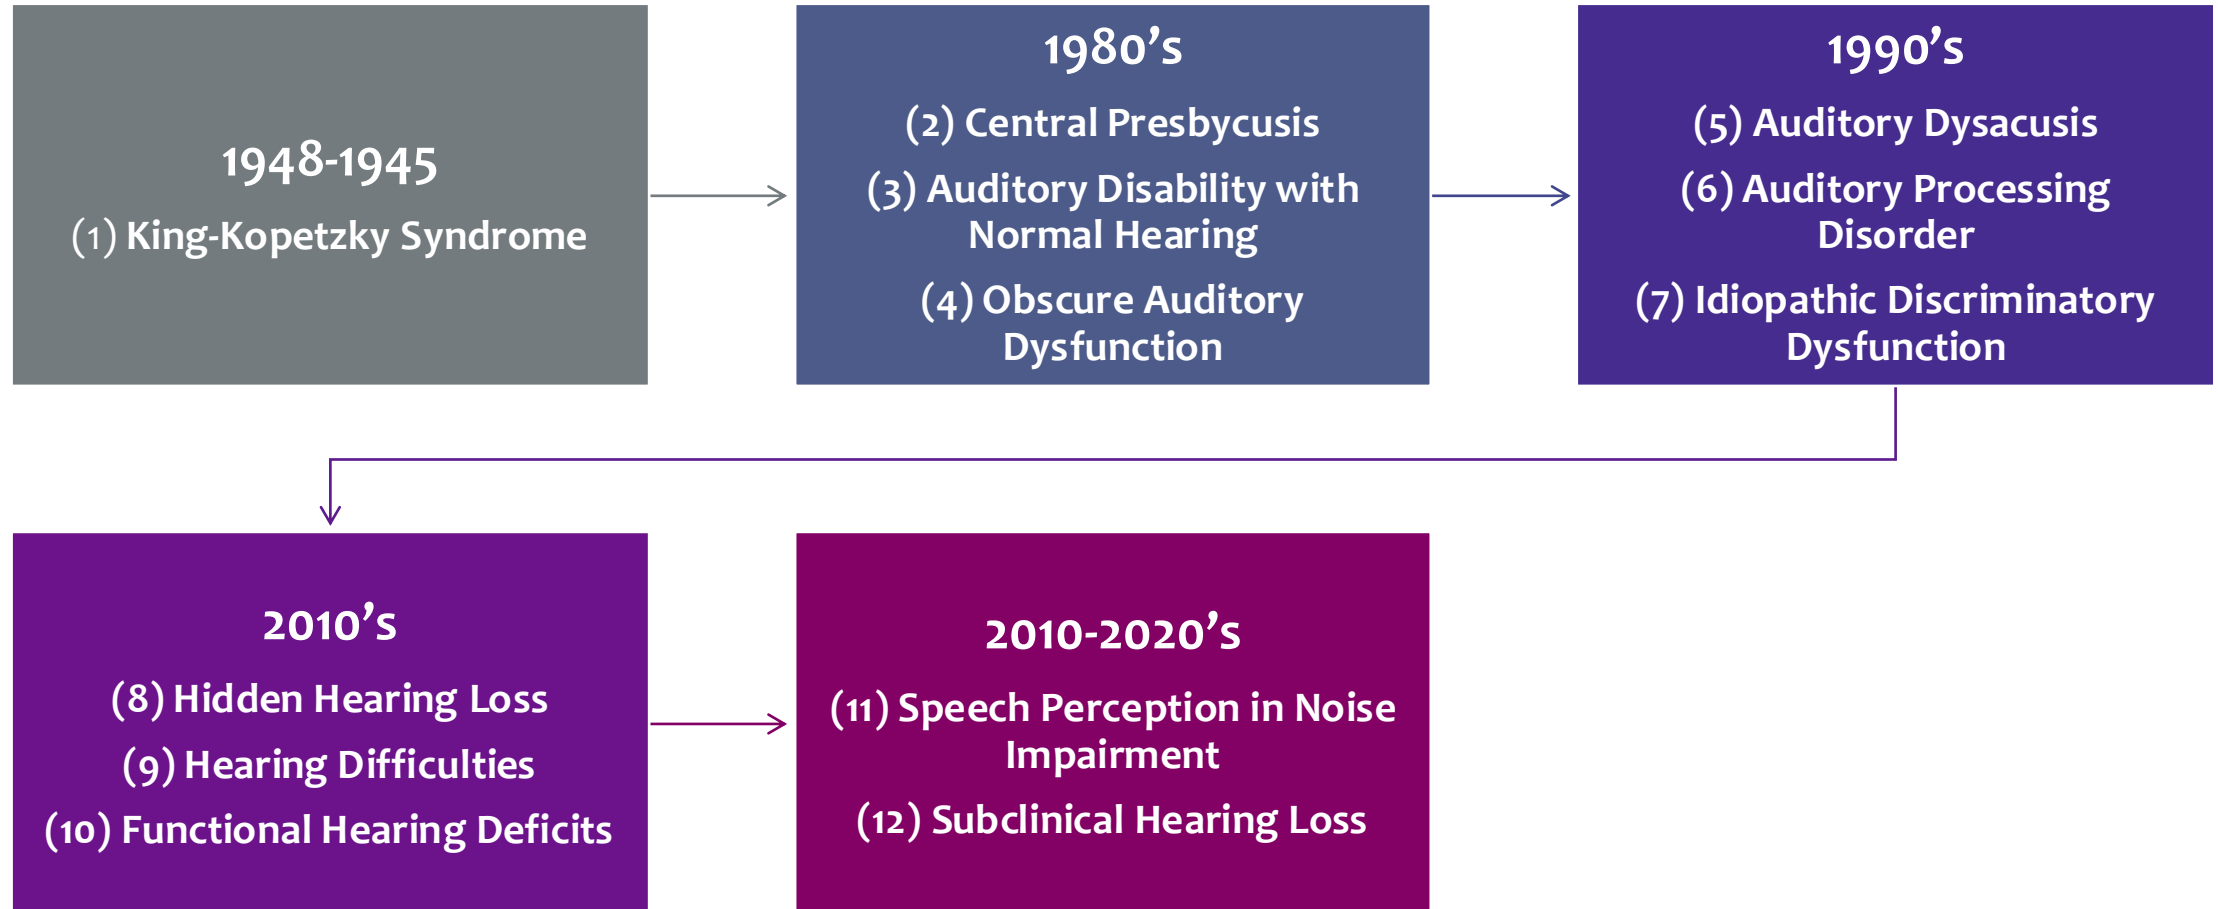 1948-1945
(1) King-Kopetzky Syndrome
1980’s
(2) Central Presbycusis
(3) Auditory Disability with
Normal Hearing
(4) Obscure Auditory
Dysfunction
1990’s
(5) Auditory Dysacusis
(6) Auditory Processing
Disorder
(7) Idiopathic Discriminatory
Dysfunction
2010’s
(8) Hidden Hearing Loss
(9) Hearing Difficulties
(10) Functional Hearing Deficits
2010-2020’s
(11) Speech Perception in Noise
Impairment
(12) Subclinical Hearing Loss